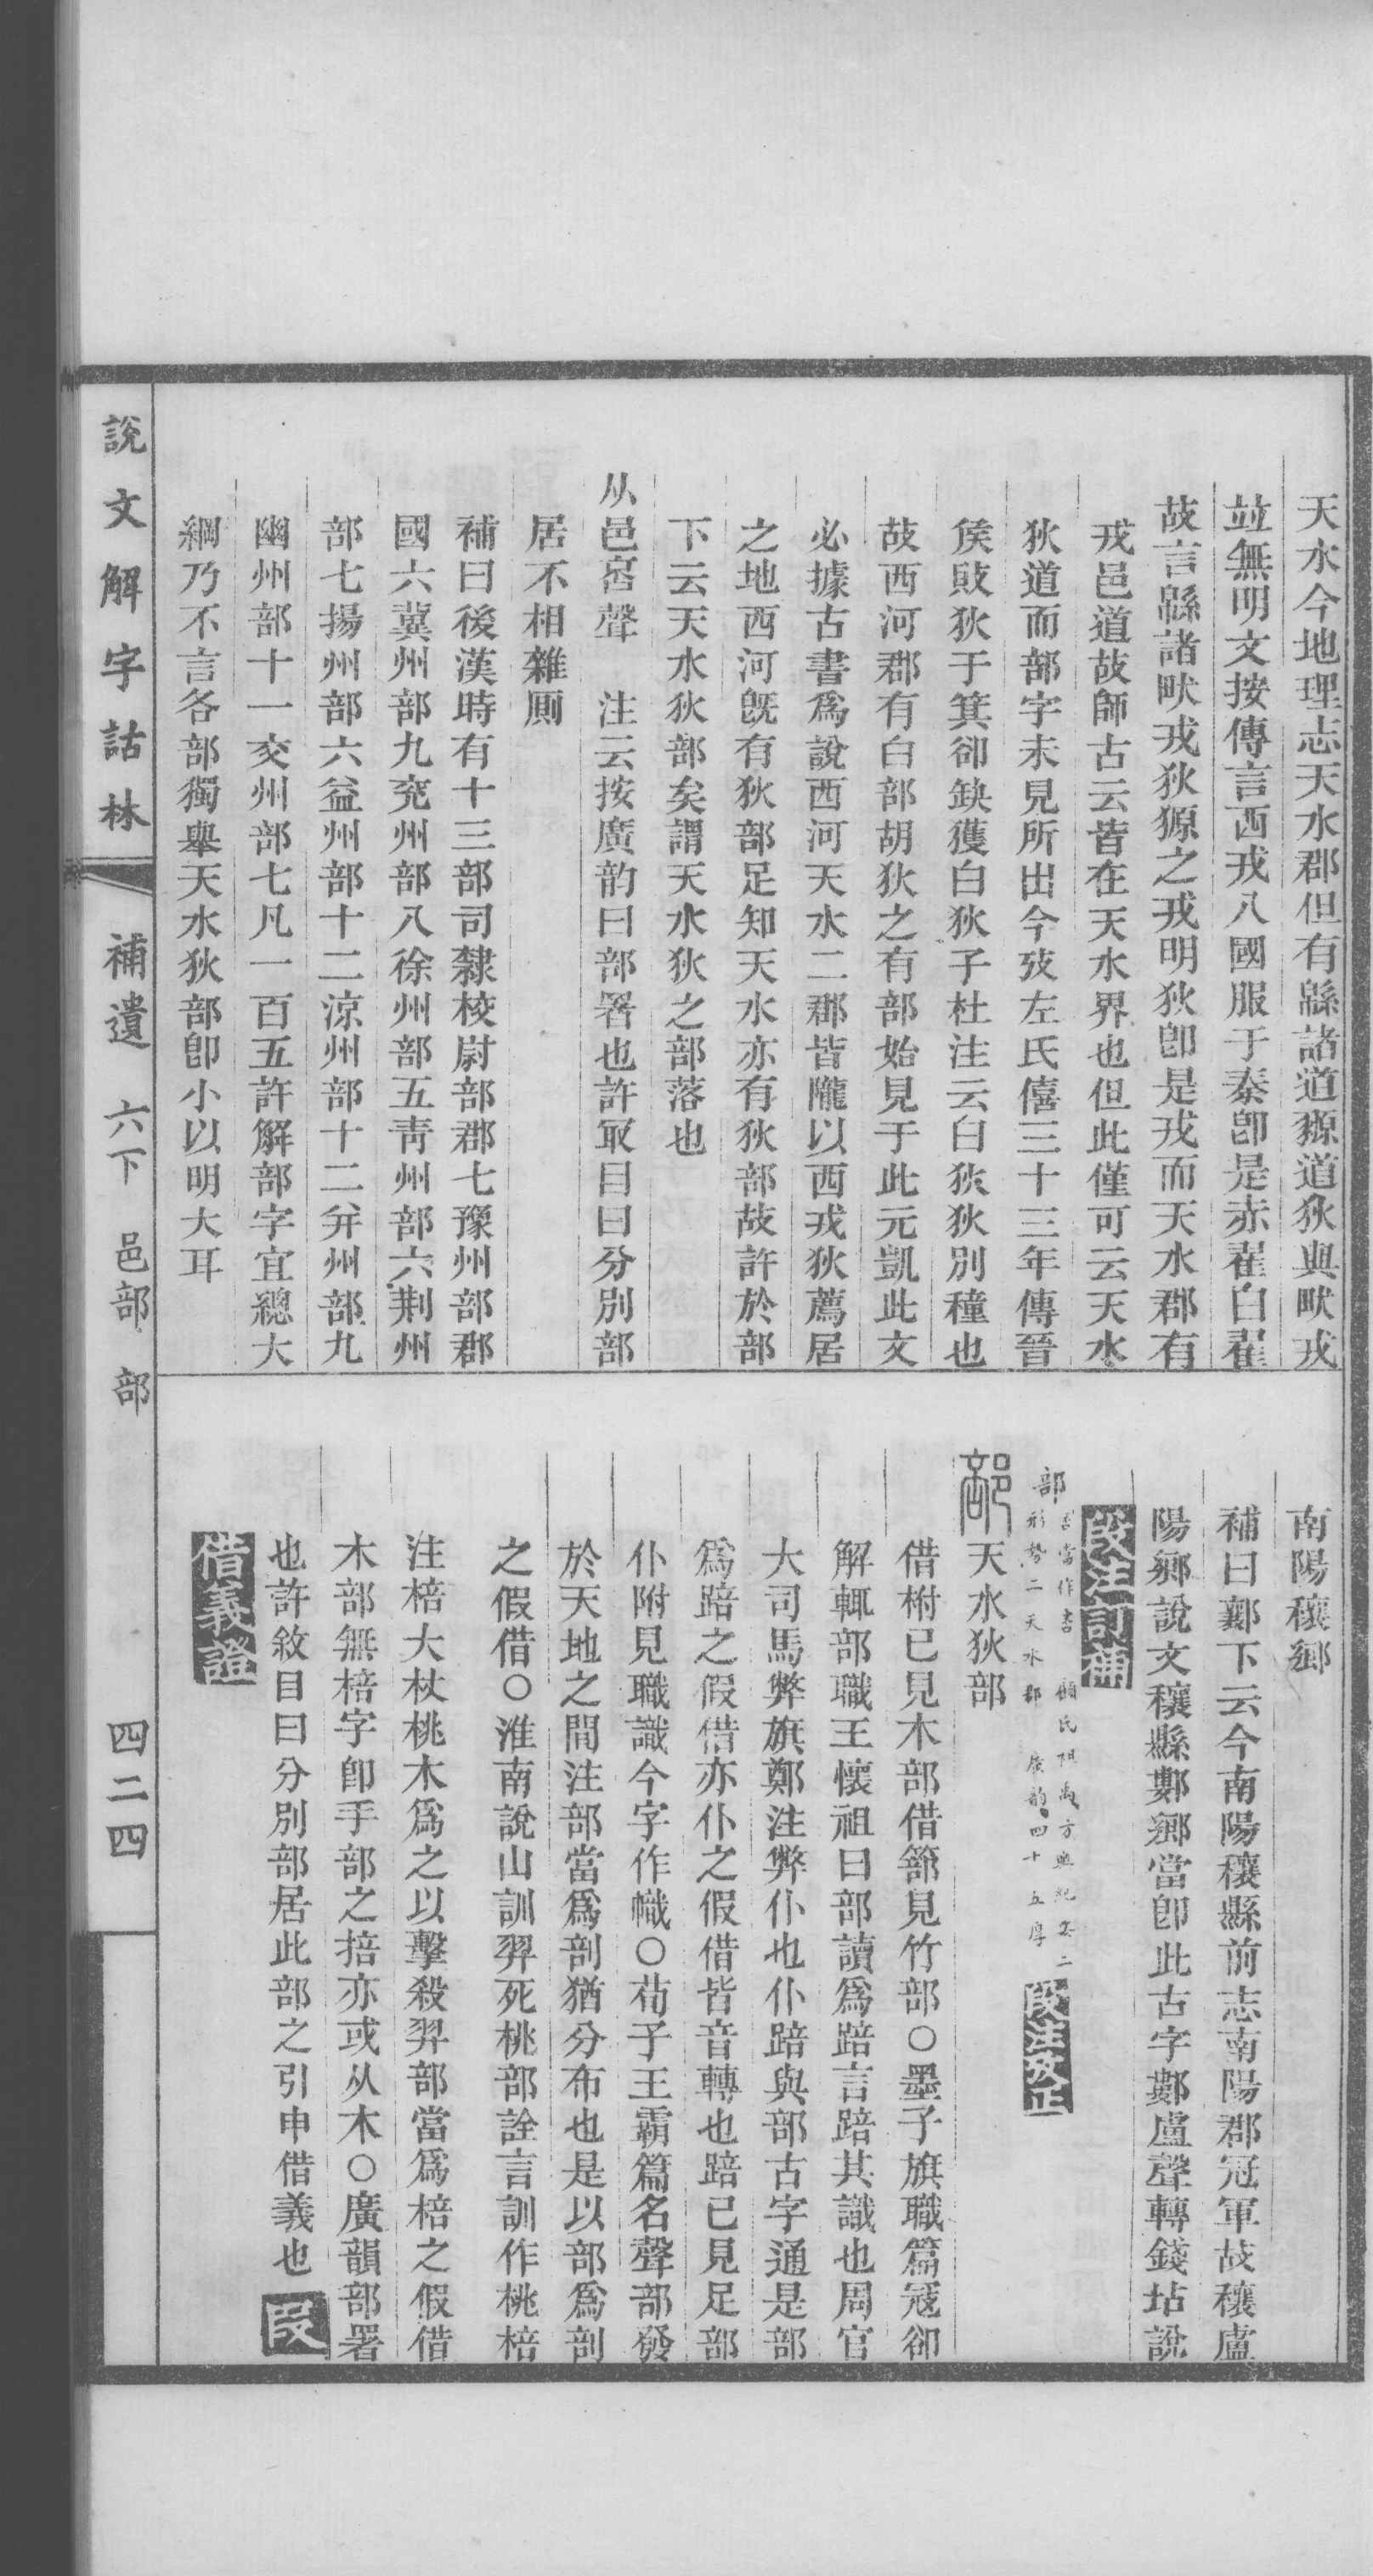 天水今地理志天水郡但有緜諸道獂道狄與畎戎
竝無明文按傳言西戎八國服于秦卽是赤翟白翟
故言緜諸畎戎狄獂之戎明狄卽是戎而天水郡有
戎邑道故師古云皆在天水界也但此僅可云天水
狄道而部字未見所出今攷左氏僖三十三年傳晉
矦敗狄于箕卻缺獲白狄子杜注云白狄狄別種也
故西河郡有白部胡狄之有部始見于此元凱此文
必據古書爲說西河天水二郡皆隴以西戎狄薦居
之地西河旣有狄部足知天水亦有狄部故許於部
下云天水狄部矣謂天水狄之部落也
从邑咅聲　注云按廣韵曰部署也許敘目曰分別部
居不相雜厠
補曰後漢時有十三部司隸校尉部郡七豫州部郡
國六冀州部九兗州部八徐州部五靑州部六荆州
部七揚州部六益州部十二涼州部十二幷州部九
幽州部十一交州部七凡一百五許解部字宜總大
綱乃不言各部獨舉天水狄部卽小以明大耳
南陽穰鄉
補曰鄴下云今南陽穰縣前志南陽郡冠軍故穰盧
陽鄉說文穰縣鄴鄉當卽此古字鄴盧聲轉錢坫說
段注訂補
部
言當作書　顧氏祖禹方輿紀要二
形勢二天水郡　廣韵四十五厚
段注攷正
部天水狄部
借柎已見木部借篰見竹部○墨子旗職篇冦卻
解輒部職王懷祖曰部讀爲踣言踣其識也周官
大司馬弊旗鄭注弊仆也仆踣與部古字通是部
爲踣之假借亦仆之假借皆音轉也踣已見足部
仆附見職識今字作幟○荀子王霸篇名聲部發
於天地之間注部當爲剖猶分布也是以部爲剖
之假借○淮南說山訓羿死桃部詮言訓作桃棓
注棓大杖桃木爲之以擊殺羿部當爲棓之假借
木部無棓字卽手部之掊亦或从木○廣韻部署
也許敘目曰分別部居此部之引申借義也　段
借義證
說文解字詁林　補遺　六下　邑部　部　四二四